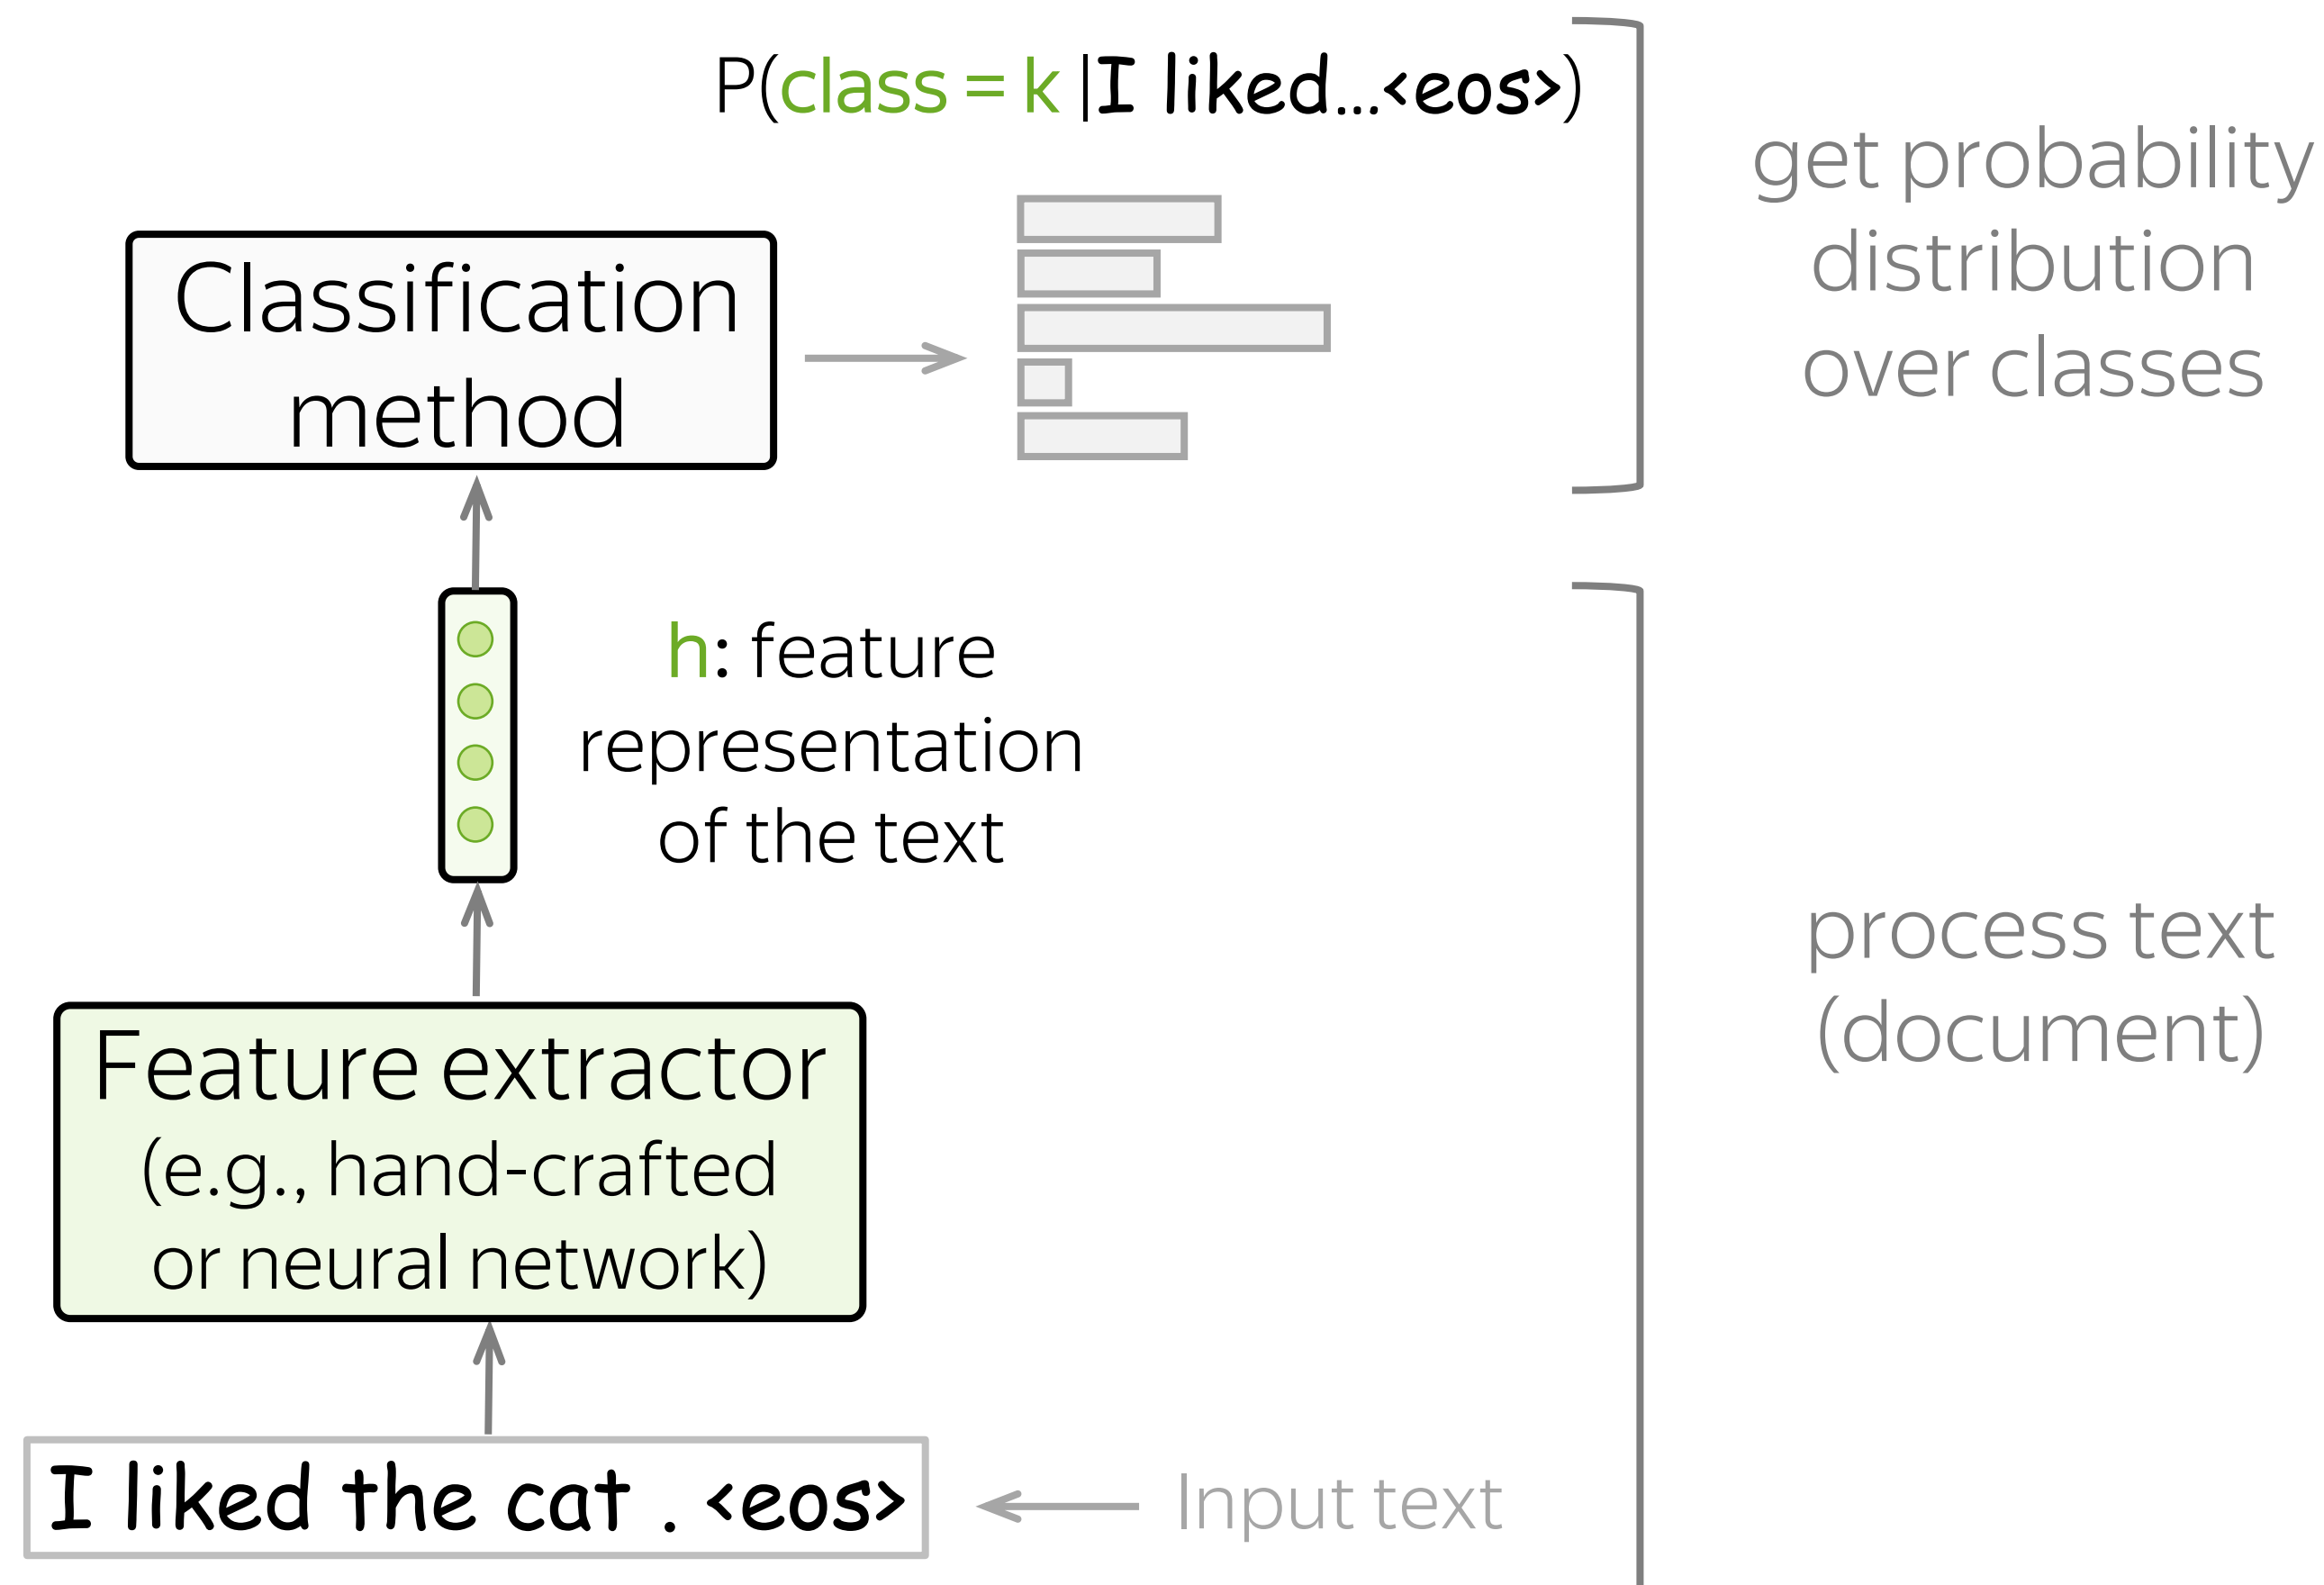 P(class = k |I liked...<eos>)
get probability
distribution
over classes
Classification
method
h: feature
representation
of the text
process text
(document)
Feature extractor
(e.g., hand-crafted
or neural network)
I liked the cat . <eos>
Input text